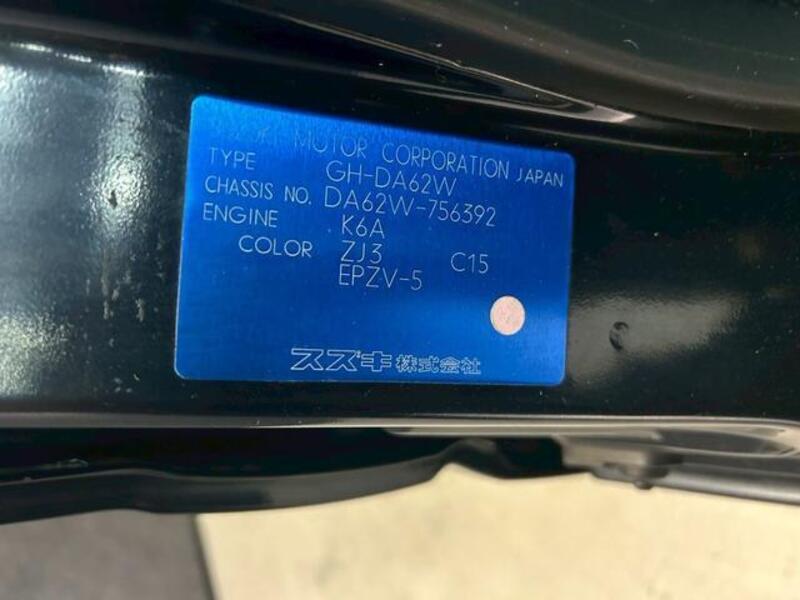 MOTOR CORPORATION JAPAN
TYPE GH-DA62W
CHASSIS NO. DA62W-756392
ENGINE K6A
COLOR ZJ3 C15
EPZV-5
スズキ株式会社